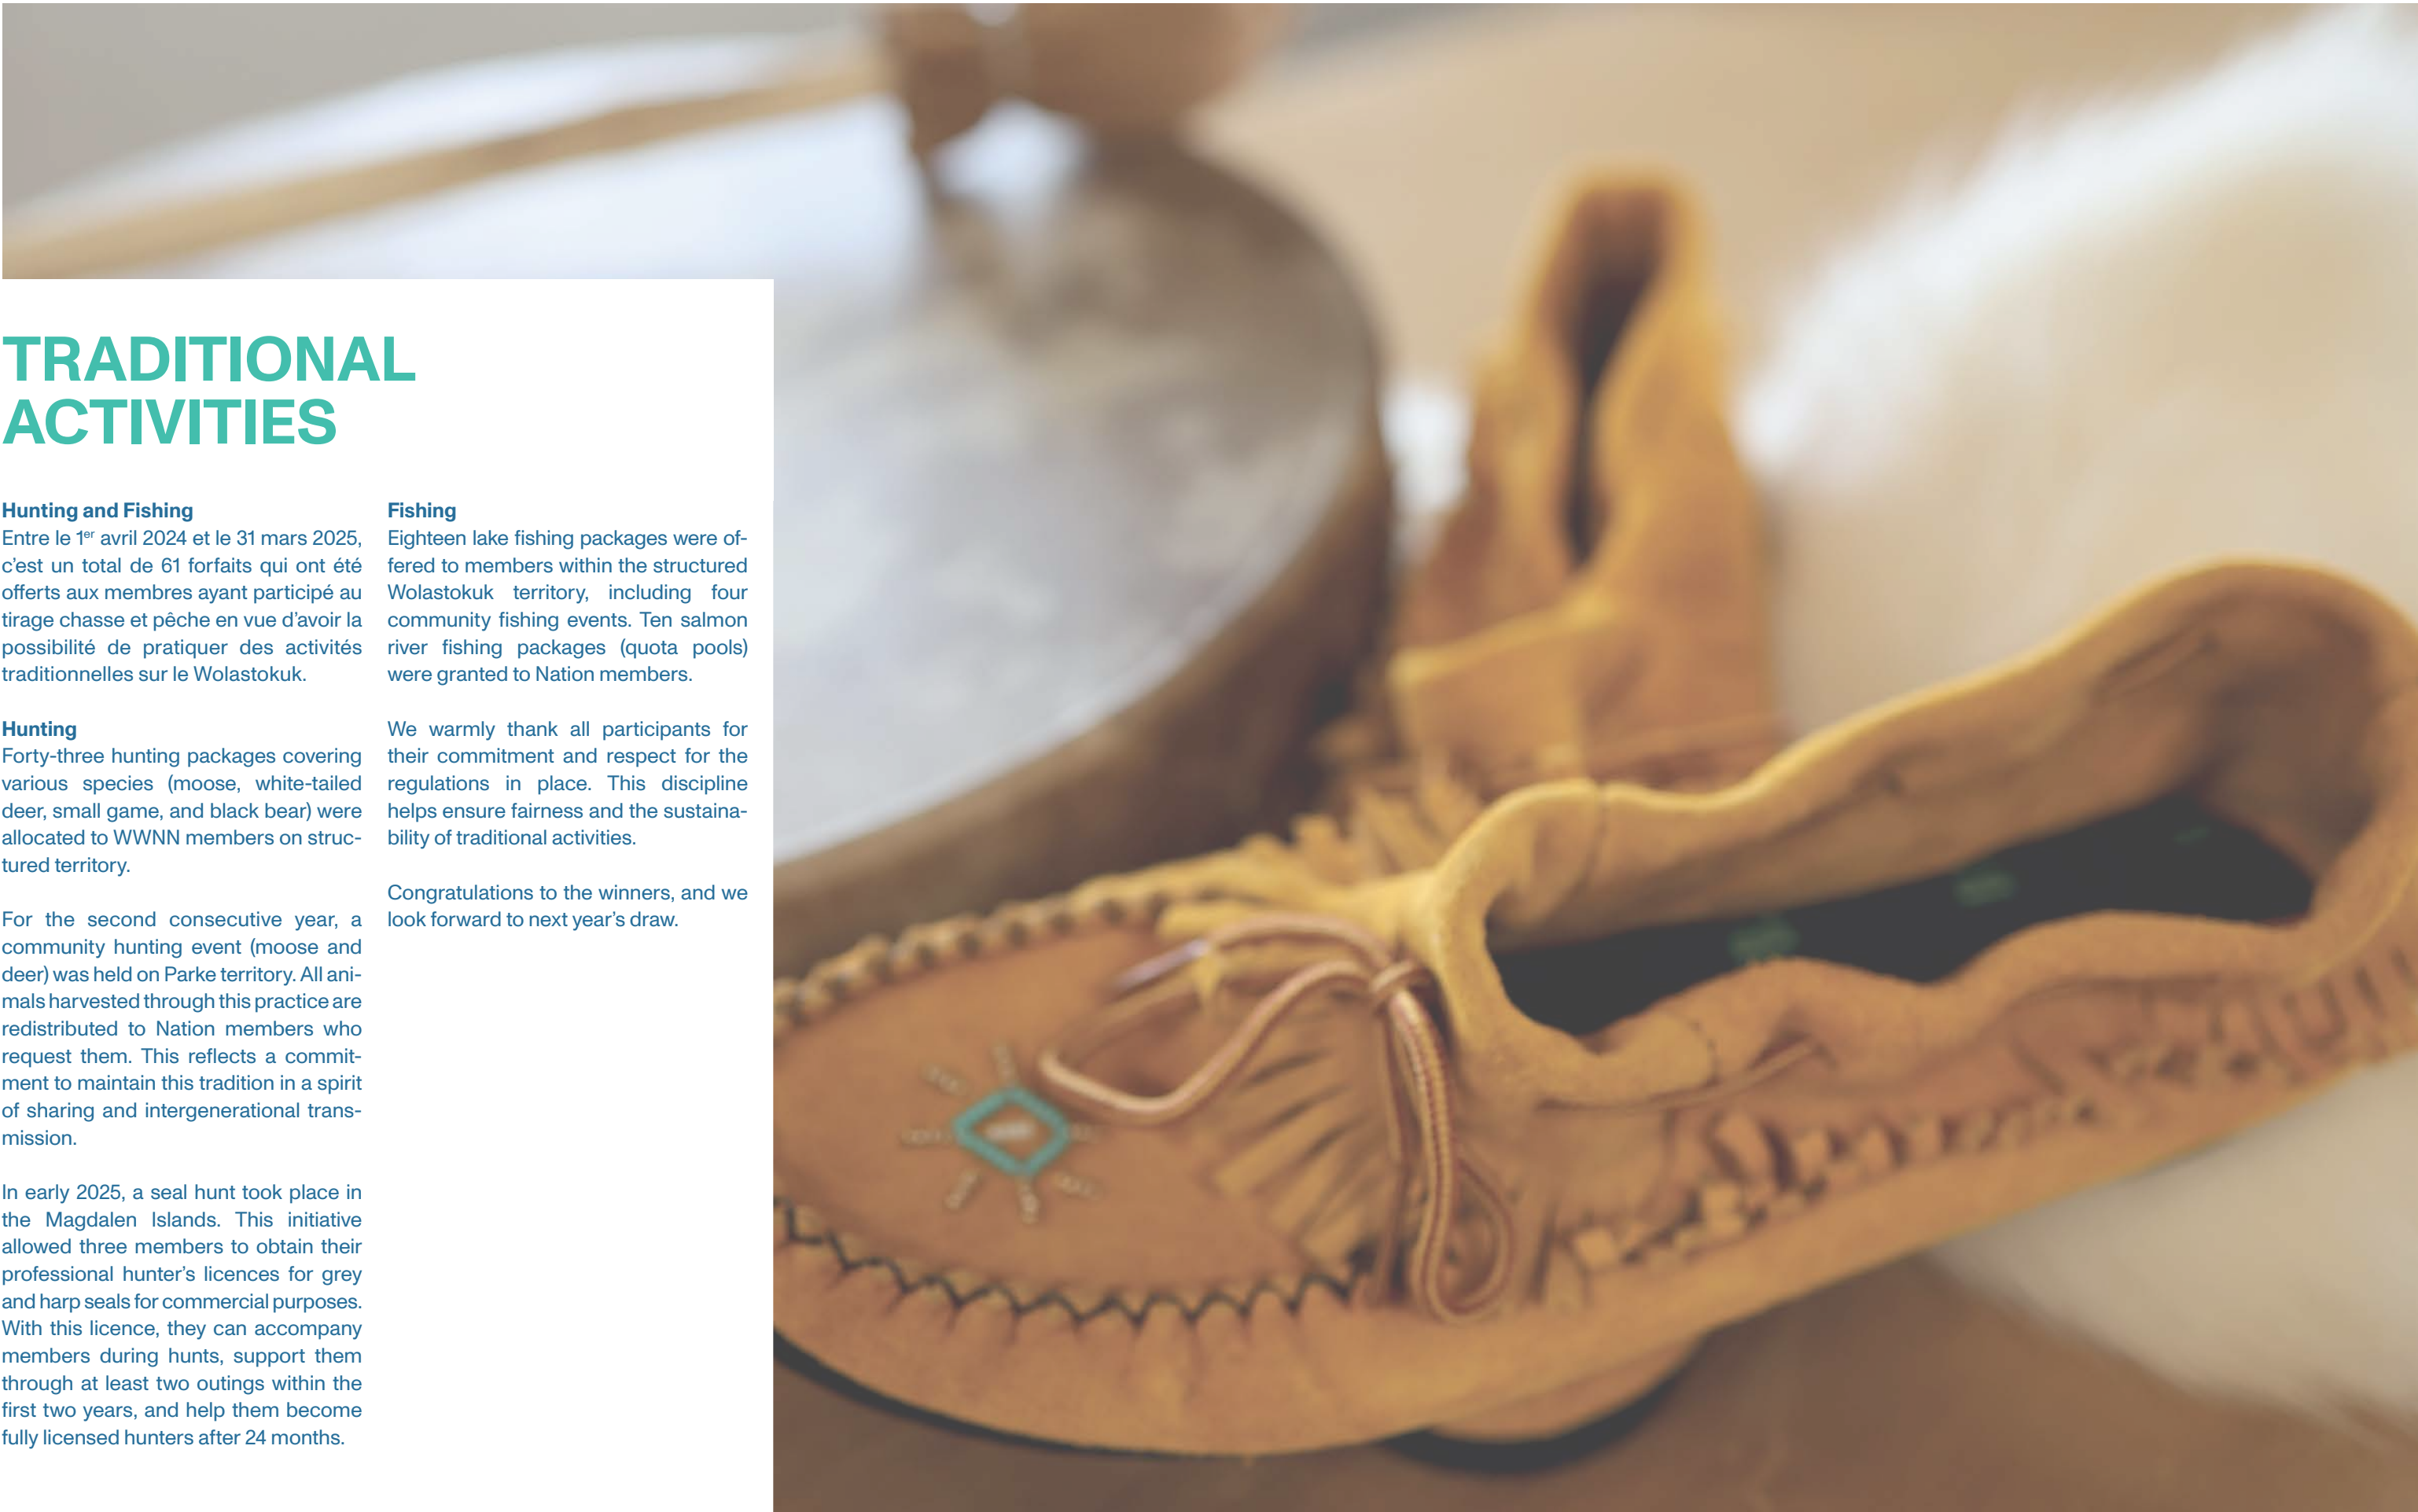 TRADITIONAL
ACTIVITIES
Hunting and Fishing
Entre le 1er avril 2024 et le 31 mars 2025,
c'est un total de 61 forfaits qui ont été
offerts aux membres ayant participé au
tirage chasse et pêche en vue d'avoir la
possibilité de pratiquer des activités
traditionnelles sur le Wolastokuk.
Hunting
Forty-three hunting packages covering
various species (moose, white-tailed
deer, small game, and black bear) were
allocated to WWNN members on struc-
tured territory.
For the second consecutive year, a
community hunting event (moose and
deer) was held on Parke territory. All ani-
mals harvested through this practice are
redistributed to Nation members who
request them. This reflects a commit-
ment to maintain this tradition in a spirit
of sharing and intergenerational trans-
mission.
In early 2025, a seal hunt took place in
the Magdalen Islands. This initiative
allowed three members to obtain their
professional hunter's licences for grey
and harp seals for commercial purposes.
With this licence, they can accompany
members during hunts, support them
through at least two outings within the
first two years, and help them become
fully licensed hunters after 24 months.
Fishing
Eighteen lake fishing packages were of-
fered to members within the structured
Wolastokuk territory, including four
community fishing events. Ten salmon
river fishing packages (quota pools)
were granted to Nation members.
We warmly thank all participants for
their commitment and respect for the
regulations in place. This discipline
helps ensure fairness and the sustaina-
bility of traditional activities.
Congratulations to the winners, and we
look forward to next year's draw.